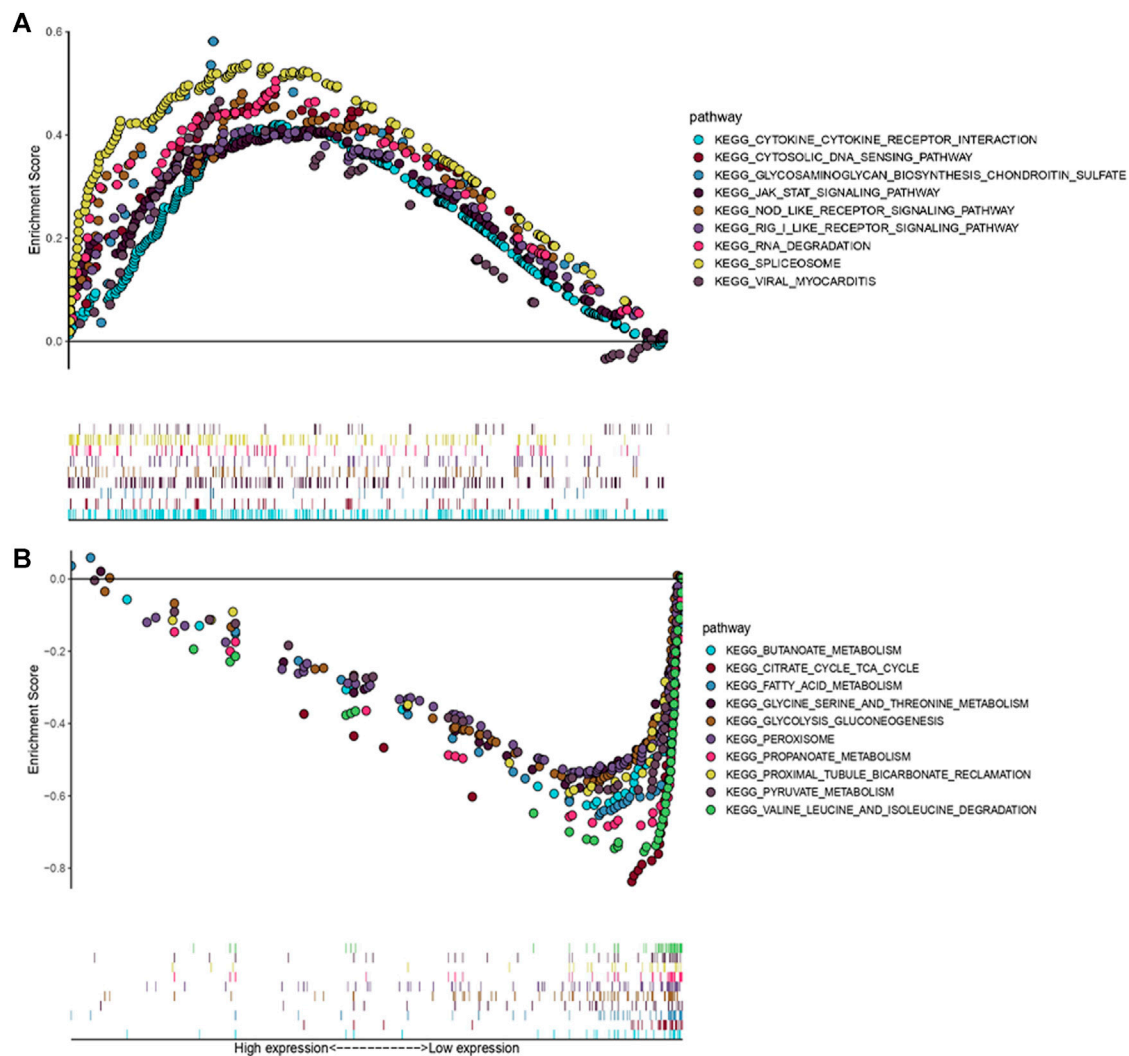 A
0.6
0.4
0.2
0.0
Enrichment Score
pathway
KEGG_CYTOKINE_CYTOKINE_RECEPTOR_INTERACTION
KEGG_CYTOSOLIC_DNA_SENSING_PATHWAY
KEGG_GLYCOSAMINOGLYCAN_BIOSYNTHESIS_CHONDROITIN_SULFATE
KEGG_JAK_STAT_SIGNALING_PATHWAY
KEGG_NOD_LIKE_RECEPTOR_SIGNALING_PATHWAY
KEGG_RIG_I_LIKE_RECEPTOR_SIGNALING_PATHWAY
KEGG_RNA_DEGRADATION
KEGG_SPLICEOSOME
KEGG_VIRAL_MYOCARDITIS
B
0.0
−0.2
−0.4
−0.6
−0.8
Enrichment Score
pathway
KEGG_BUTANOATE_METABOLISM
KEGG_CITRATE_CYCLE_TCA_CYCLE
KEGG_FATTY_ACID_METABOLISM
KEGG_GLYCINE_SERINE_AND_THREONINE_METABOLISM
KEGG_GLYCOLYSIS_GLUCONEOGENESIS
KEGG_PEROXISOME
KEGG_PROPANOATE_METABOLISM
KEGG_PROXIMAL_TUBULE_BICARBONATE_RECLAMATION
KEGG_PYRUVATE_METABOLISM
KEGG_VALINE_LEUCINE_AND_ISOLEUCINE_DEGRADATION
High expression<----------->Low expression